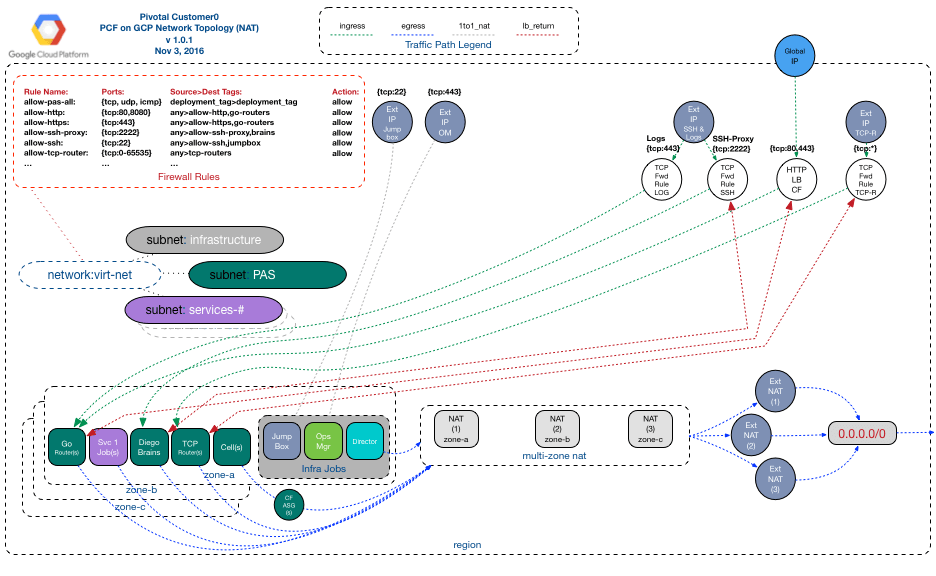 Google Cloud Platform
Pivotal Customer0
PCF on GCP Network Topology (NAT)
v 1.0.1
Nov 3, 2016
ingress egress 1to1_nat lb_return
Traffic Path Legend
Global
IP
Rule Name: Ports: Source>Dest Tags: Action:
allow-pas-all: {tcp, udp, icmp} deployment_tag>deployment_tag allow
allow-http: {tcp:80,8080} any>allow-http,go-routers allow
allow-https: {tcp:443} any>allow-https,go-routers allow
allow-ssh-proxy: {tcp:2222} any>allow-ssh-proxy,brains allow
allow-ssh: {tcp:22} any>allow-ssh,jumpbox allow
allow-tcp-router: {tcp:0-65535} any>tcp-routers allow
... ... ...
Firewall Rules
{tcp:22}
Ext
IP
Jump
box
{tcp:443}
Ext
IP
OM
Ext
IP
SSH &
Logs
Ext
IP
TCP-R
Logs
{tcp:443}
SSH-Proxy
{tcp:2222}
{tcp:80,443}
{tcp:*}
TCP
Fwd
Rule
LOG
TCP
Fwd
Rule
SSH
HTTP
LB
CF
TCP
Fwd
Rule
TCP-R
subnet: infrastructure
network:virt-net
subnet: PAS
subnet: services-#
Go
Router(s)
Svc 1
Job(s)
Diego
Brains
TCP
Router(s)
Cell(s)
zone-a
zone-b
zone-c
Jump
Box
Ops
Mgr
Director
Infra Jobs
CF
ASG
(s)
NAT
(1)
zone-a
NAT
(2)
zone-b
NAT
(3)
zone-c
multi-zone nat
Ext
NAT
(1)
Ext
NAT
(2)
Ext
NAT
(3)
0.0.0.0/0
region